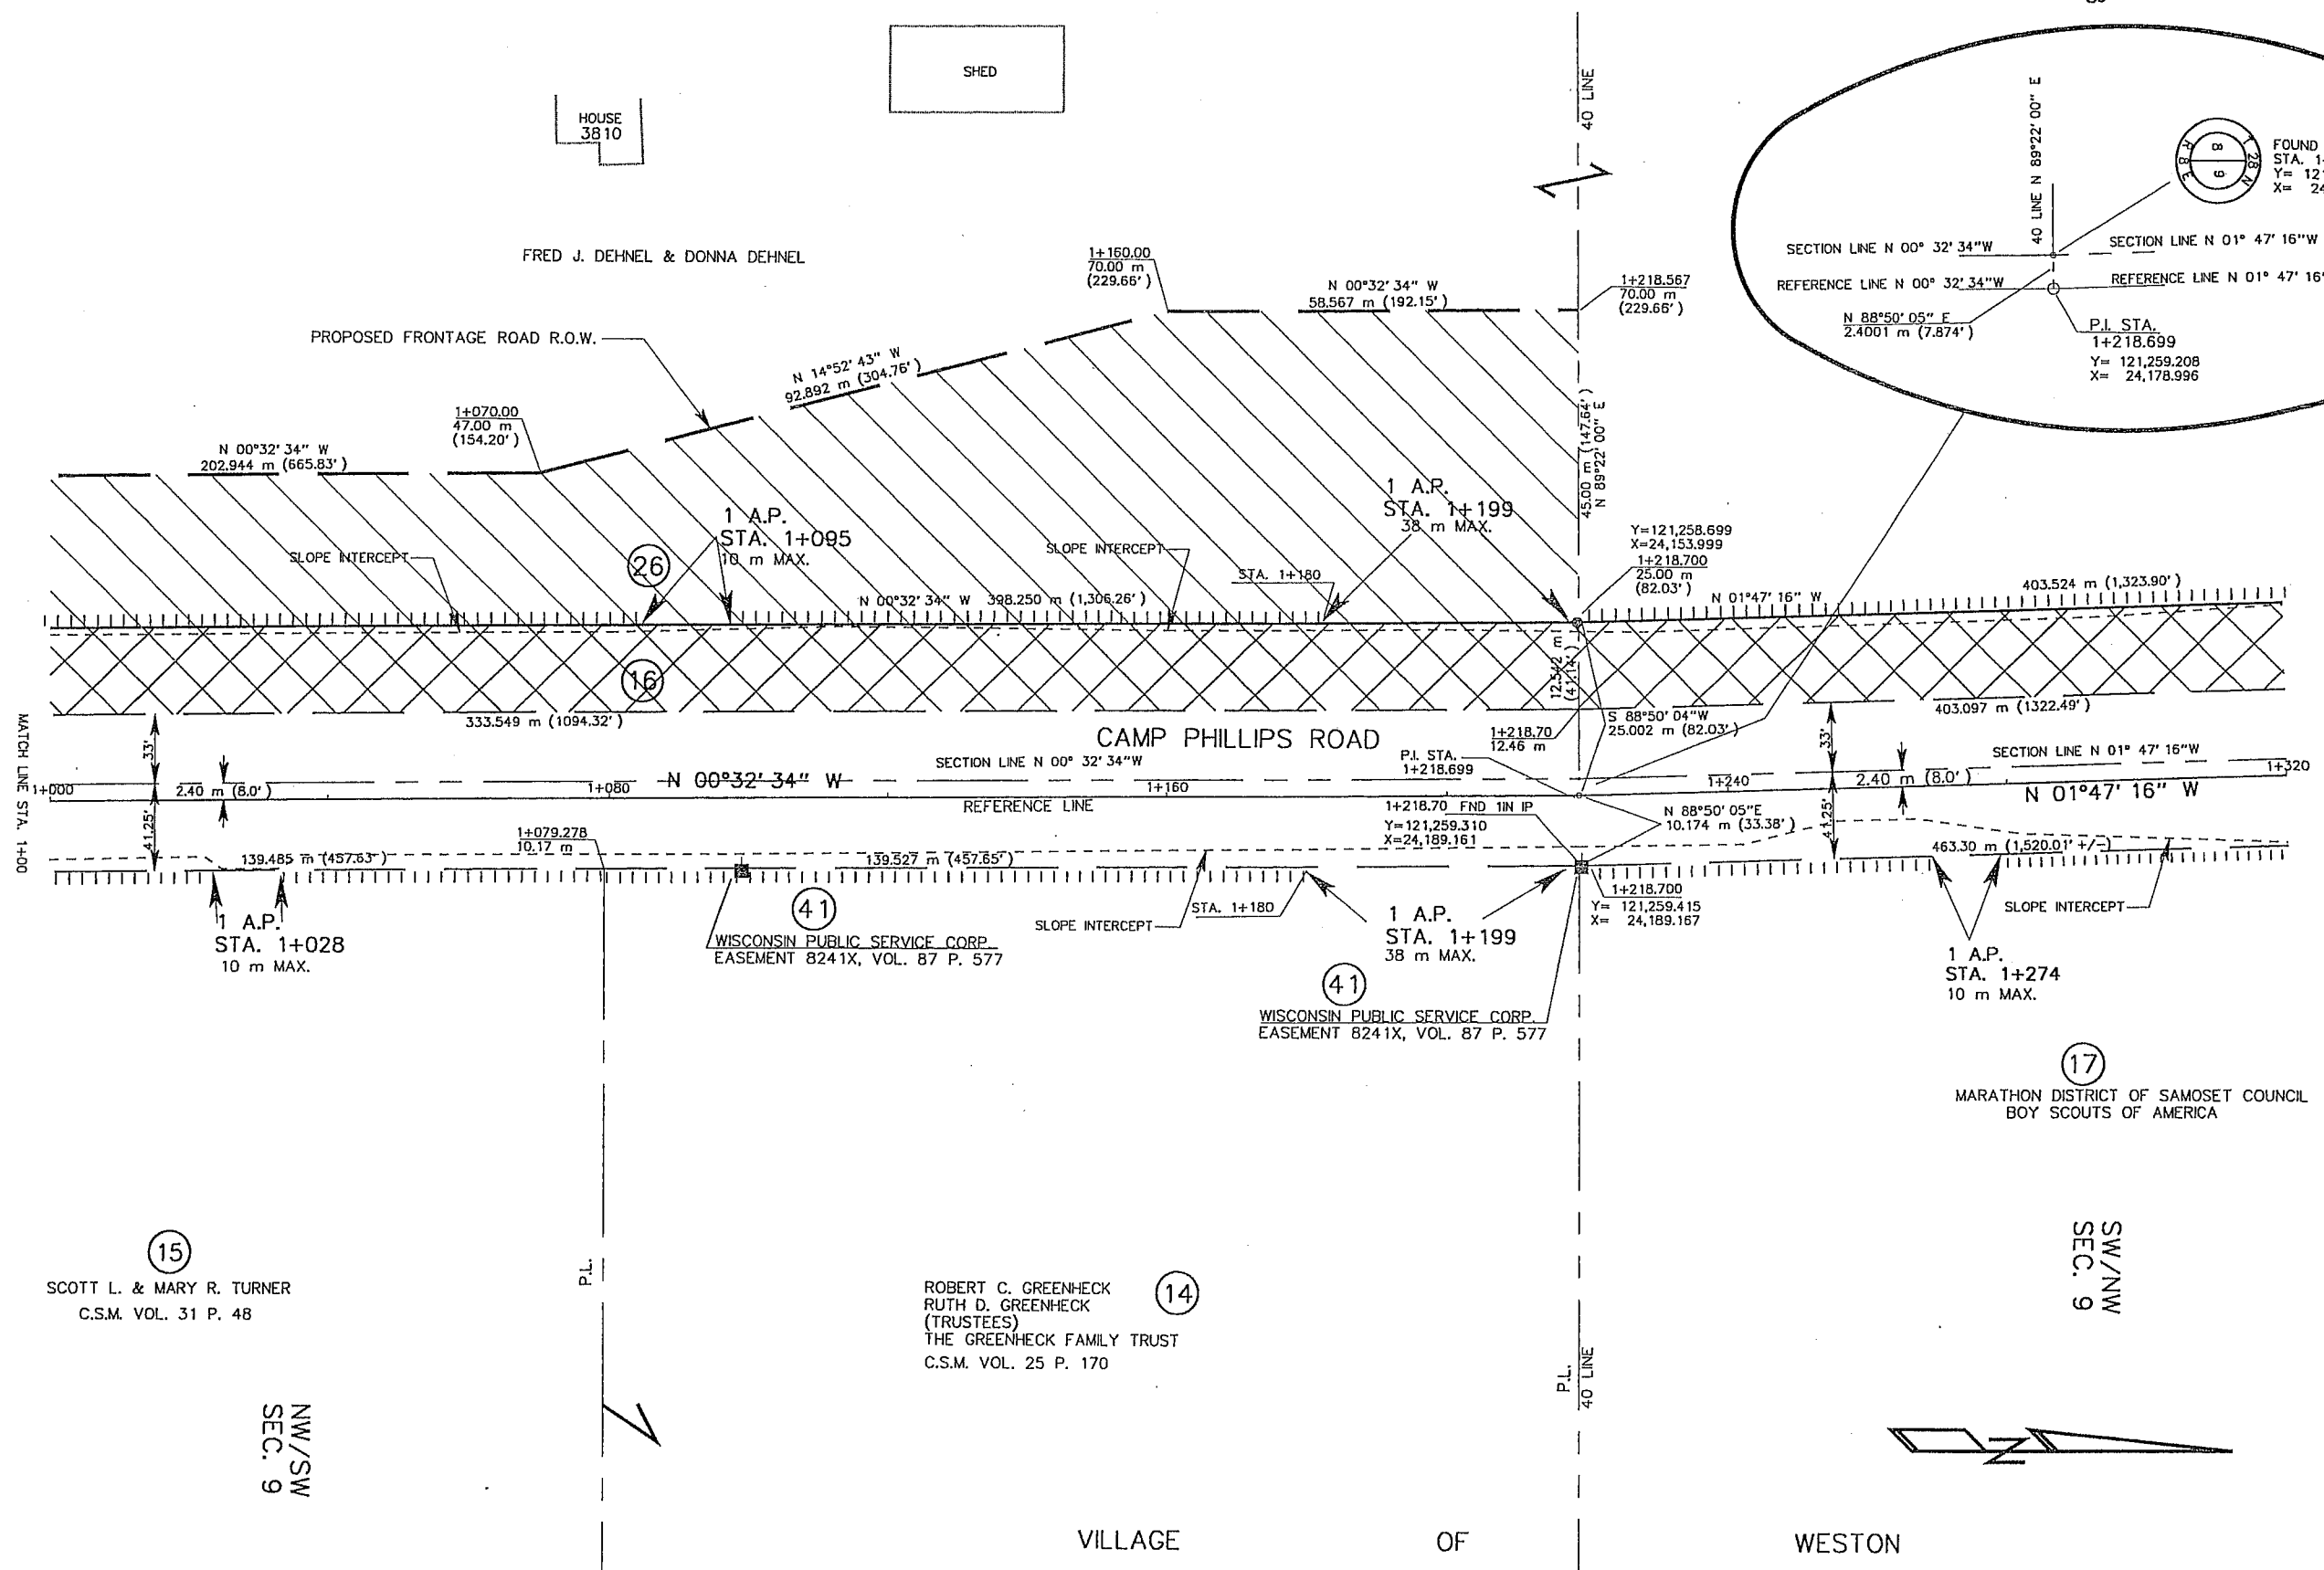 SHED
HOUSE
3810
40 LINE
40 LINE N 89°22' 00" E
T 28 N
R 8 E
8
9
FOUND
SECTION LINE N 00° 32' 34"W
SECTION LINE N 01° 47' 16"W
REFERENCE LINE N 00° 32' 34"W
REFERENCE LINE N 01° 47' 16"
N 88°50' 05" E
2.4001 m (7.874')
P.I. STA.
1+218.699
Y= 121,259.208
X= 24,178.996
FRED J. DEHNEL & DONNA DEHNEL
1+160.00
70.00 m
(229.66')
N 00°32' 34" W
58.567 m (192.15')
1+218.567
70.00 m
(229.66')
PROPOSED FRONTAGE ROAD R.O.W.
N 14°52' 43" W
92.892 m (304.76')
1+070.00
47.00 m
(154.20')
N 00°32' 34" W
202.944 m (665.83')
45.00 m (147.64')
N 89°22' 00" E
1 A.P.
STA. 1+095
10 m MAX.
1 A.P.
STA. 1+199
38 m MAX.
SLOPE INTERCEPT
26
SLOPE INTERCEPT
STA. 1+180
Y=121,258.699
X=24,153.999
1+218.700
25.00 m
(82.03')
N 00°32' 34" W 398.250 m (1,306.26')
N 01°47' 16" W
403.524 m (1,323.90')
16
12.542 m
(41.14')
333.549 m (1094.32')
403.097 m (1322.49')
CAMP PHILLIPS ROAD
1+218.70
12.46 m
S 88°50' 04"W
25.002 m (82.03')
MATCH LINE STA. 1+00
33'
33'
SECTION LINE N 00° 32' 34"W
P.I. STA.
1+218.699
SECTION LINE N 01° 47' 16"W
1+000
2.40 m (8.0')
1+080
N 00°32' 34" W
1+160
1+240
2.40 m (8.0')
1+320
REFERENCE LINE
N 01°47' 16" W
41.25'
41.25'
1+218.70 FND 1IN IP
Y=121,259.310
X=24,189.161
N 88°50' 05"E
10.174 m (33.38')
1+079.278
10.17 m
139.485 m (457.63')
139.527 m (457.65')
463.30 m (1,520.01' +/-)
1 A.P.
STA. 1+028
10 m MAX.
41
WISCONSIN PUBLIC SERVICE CORP.
EASEMENT 8241X, VOL. 87 P. 577
SLOPE INTERCEPT
STA. 1+180
1 A.P.
STA. 1+199
38 m MAX.
1+218.700
Y= 121,259.415
X= 24,189.167
SLOPE INTERCEPT
1 A.P.
STA. 1+274
10 m MAX.
41
WISCONSIN PUBLIC SERVICE CORP.
EASEMENT 8241X, VOL. 87 P. 577
17
MARATHON DISTRICT OF SAMOSET COUNCIL
BOY SCOUTS OF AMERICA
15
SCOTT L. & MARY R. TURNER
C.S.M. VOL. 31 P. 48
P.L.
ROBERT C. GREENHECK
RUTH D. GREENHECK
(TRUSTEES)
THE GREENHECK FAMILY TRUST
C.S.M. VOL. 25 P. 170
14
SW/NW
SEC. 9
P.L.
40 LINE
NW/SW
SEC. 9
N
VILLAGE OF WESTON